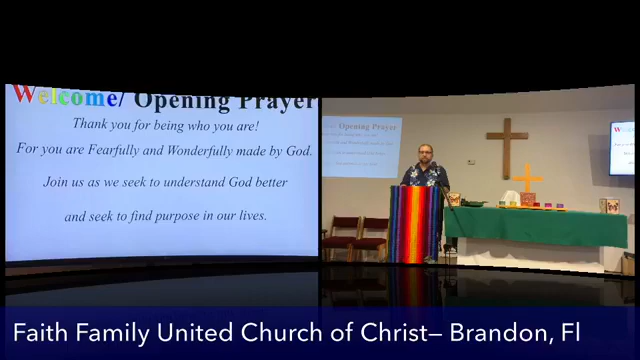 Welcome/ Opening Prayer
Thank you for being who you are!
For you are Fearfully and Wonderfully made by God.
Join us as we seek to understand God better
and seek to find purpose in our lives.
Opening Prayer
Faith Family United Church of Christ— Brandon, Fl